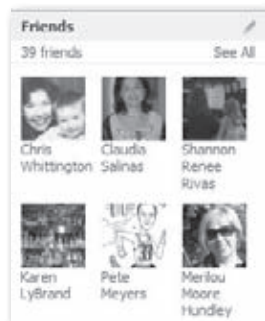 Friends
39 friends See All
Chris Claudia Shannon
Whittington Salinas Renee
Rivas
Karen Pete Merilou
LyBrand Meyers Moore
Hundley